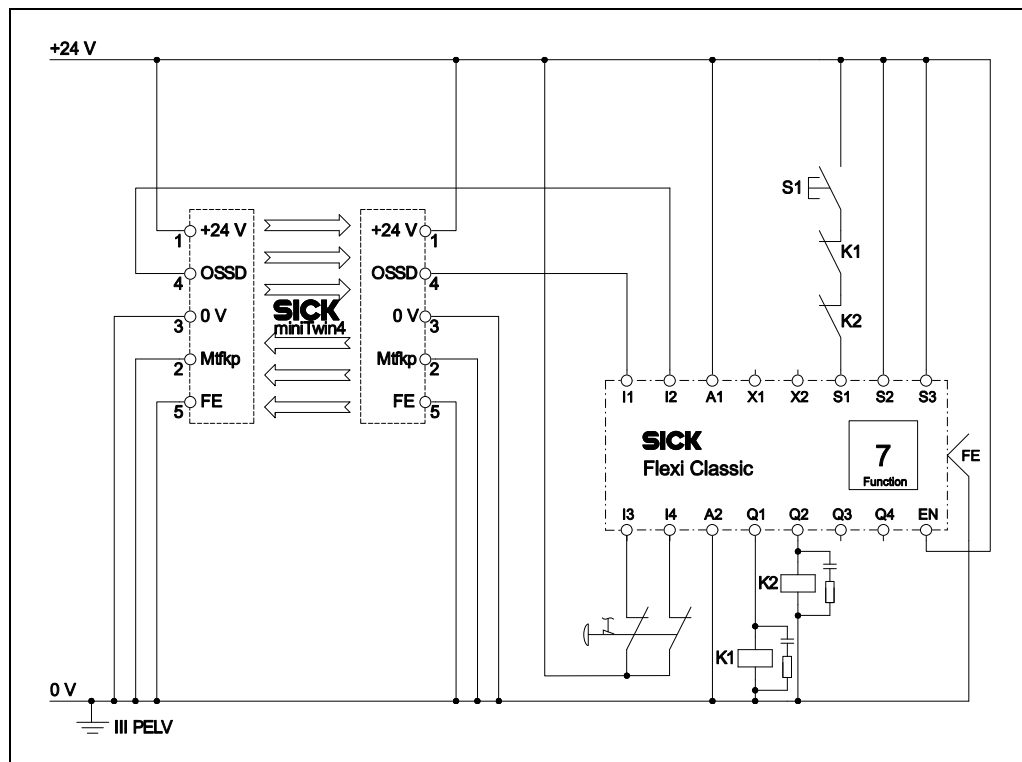 +24 V
S1
+24 V
+24 V
1
1
K1
OSSD
OSSD
4
4
SICK
miniTwin4
0 V
0 V
3
3
K2
Mtfkp
Mtfkp
2
2
I1 I2 A1 X1 X2 S1 S2 S3
FE
FE
5
5
SICK
Flexi Classic
7
Function
FE
I3 I4 A2 Q1 Q2 Q3 Q4 EN
K2
K1
0 V
III PELV